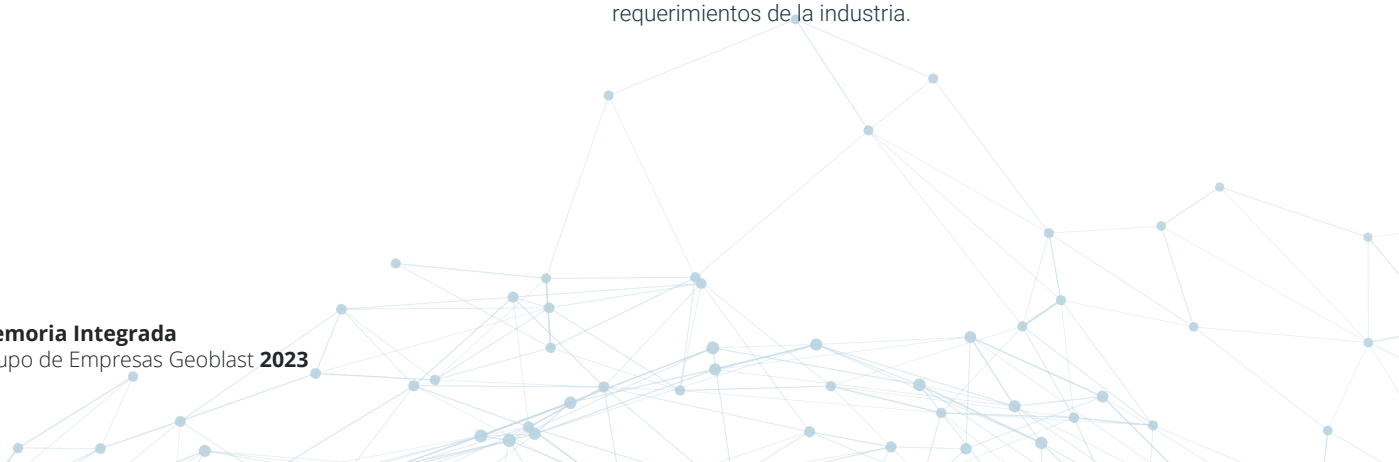 requerimientos de la industria.
emoria Integrada
upo de Empresas Geoblast 2023